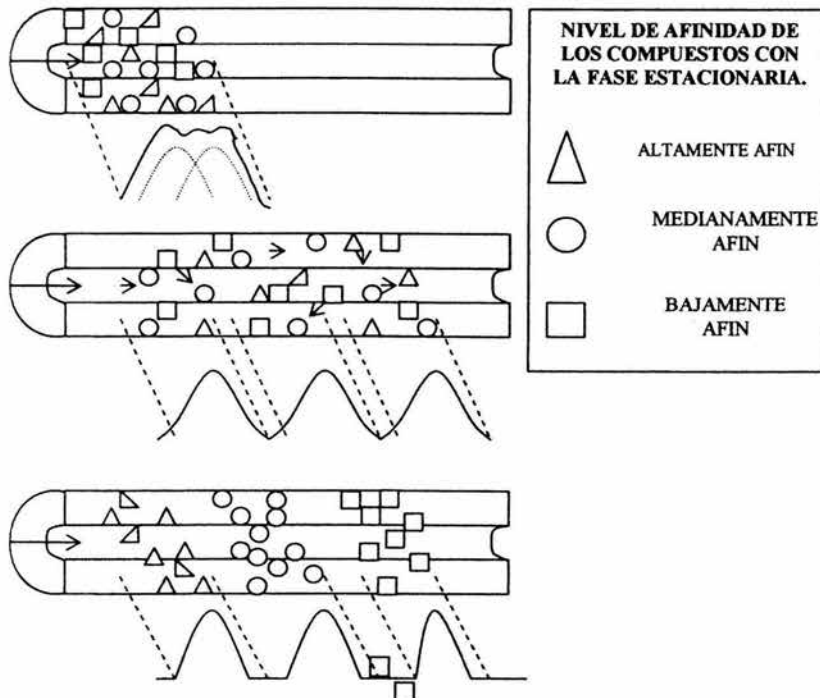 NIVEL DE AFINIDAD DE
LOS COMPUESTOS CON
LA FASE ESTACIONARIA.
ALTAMENTE AFIN
MEDIANAMENTE
AFIN
BAJAMENTE
AFIN